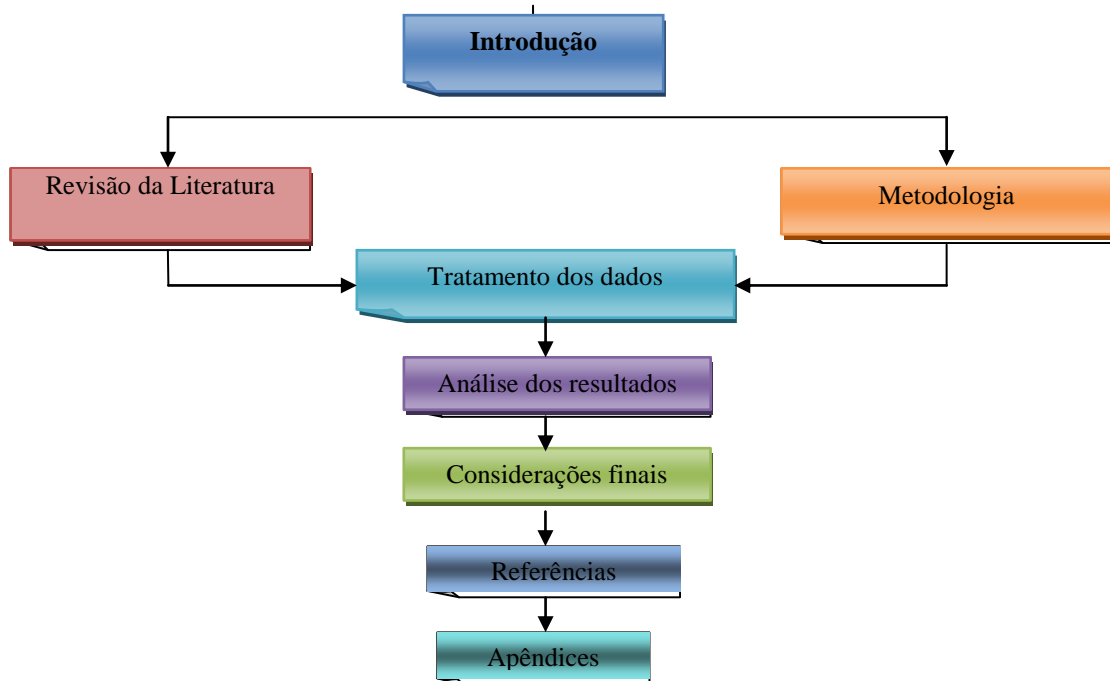 Introdução
Revisão da Literatura
Metodologia
Tratamento dos dados
Análise dos resultados
Considerações finais
Referências
Apêndices